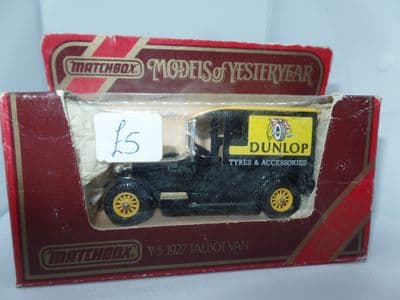 MATCHBOX
MODELS of YESTERYEAR
£5
DUNLOP
TYRES & ACCESSORIES
MATCHBOX
Y-5 1927 TALBOT VAN